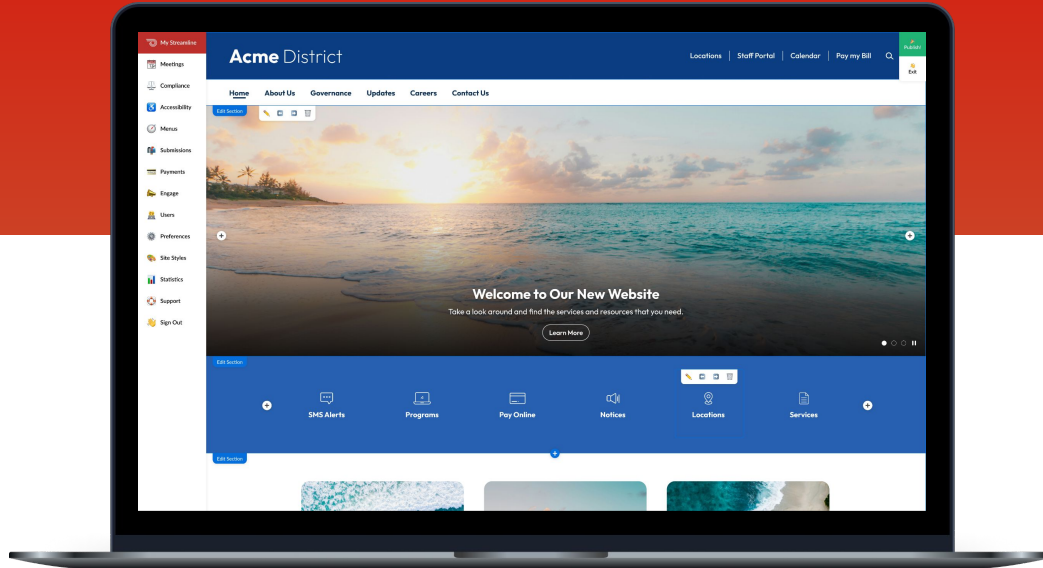 My Streamline
Meetings
Compliance
Accessibility
Menus
Submissions
Payments
Engage
Users
Preferences
Site Styles
Statistics
Support
Sign Out
Acme District
Locations Staff Portal Calendar Pay my Bill
Publish!
Exit
Home About Us Governance Updates Careers Contact Us
Edit Section
Welcome to Our New Website
Take a look around and find the services and resources that you need.
Learn More
Edit Section
SMS Alerts Programs Pay Online Notices Locations Services
Edit Section